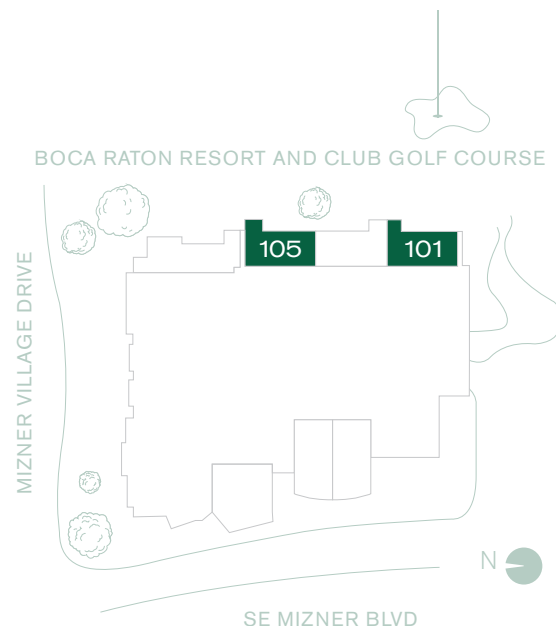 BOCA RATON RESORT AND CLUB GOLF COURSE
105
101
MIZNER VILLAGE DRIVE
N
SE MIZNER BLVD